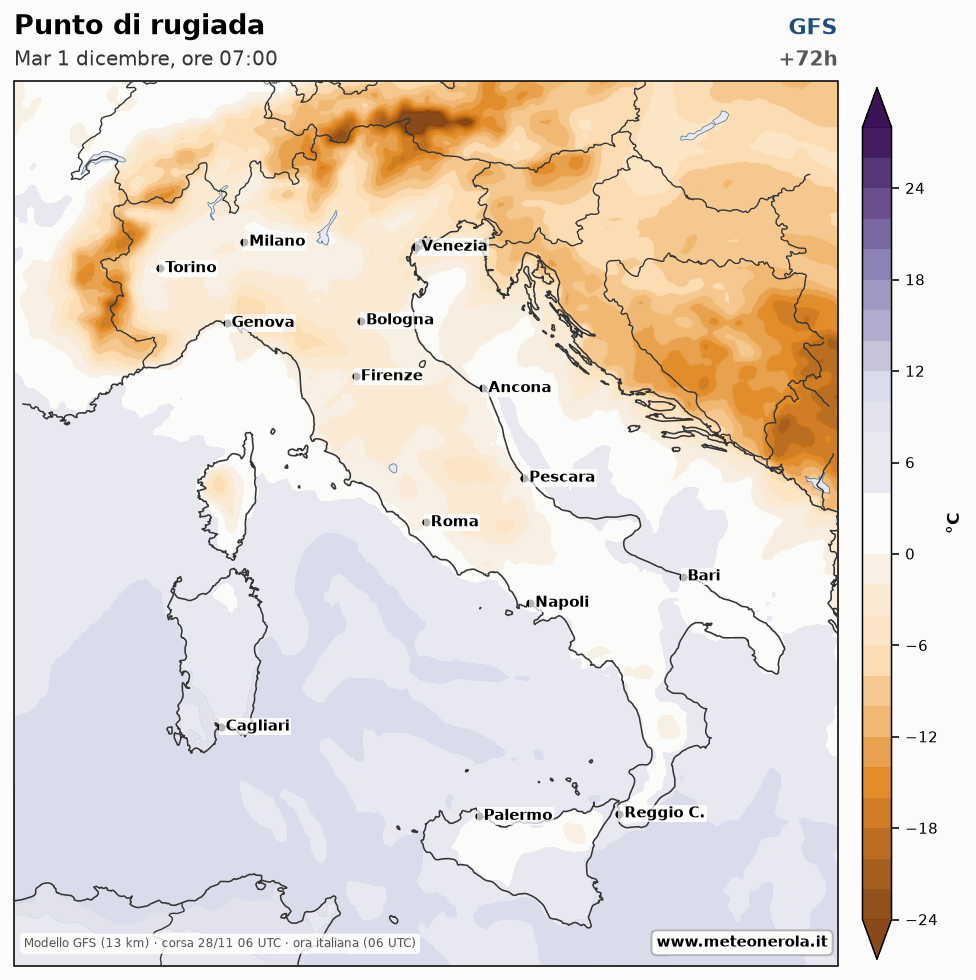 Punto di rugiada
GFS
Mar 1 dicembre, ore 07:00
+72h
Milano
Venezia
Torino
Genova
Bologna
Firenze
Ancona
Pescara
Roma
Bari
Napoli
Cagliari
Palermo
Reggio C.
24
18
12
6
0
−6
−12
−18
−24
°C
Modello GFS (13 km) · corsa 28/11 06 UTC · ora italiana (06 UTC)
www.meteonerola.it